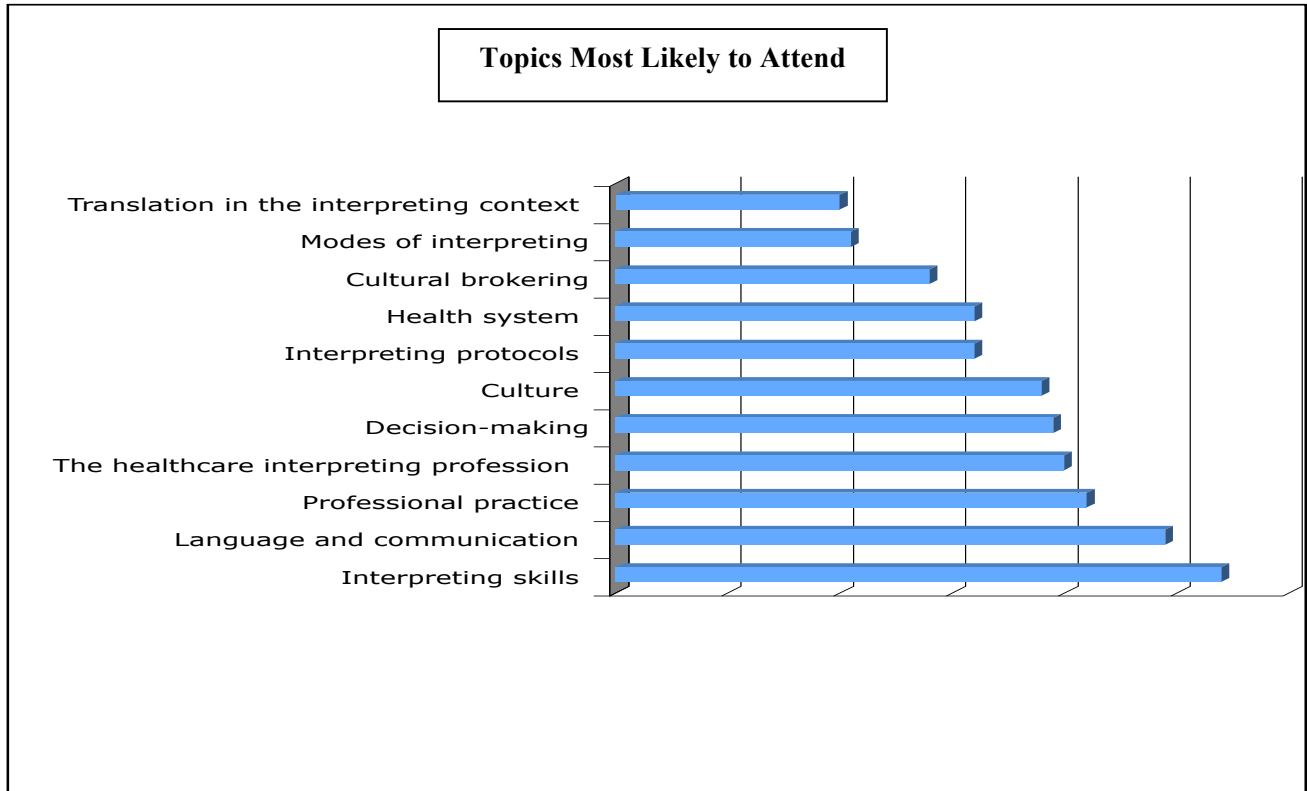 Topics Most Likely to Attend
Translation in the interpreting context
Modes of interpreting
Cultural brokering
Health system
Interpreting protocols
Culture
Decision-making
The healthcare interpreting profession
Professional practice
Language and communication
Interpreting skills